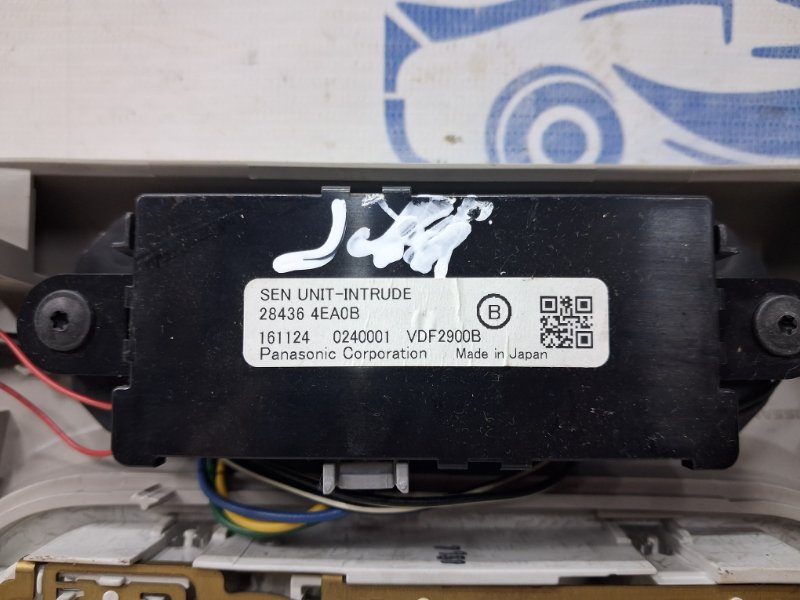 SEN UNIT-INTRUDE
28436 4EA0B
B
161124 0240001 VDF2900B
Panasonic Corporation Made in Japan